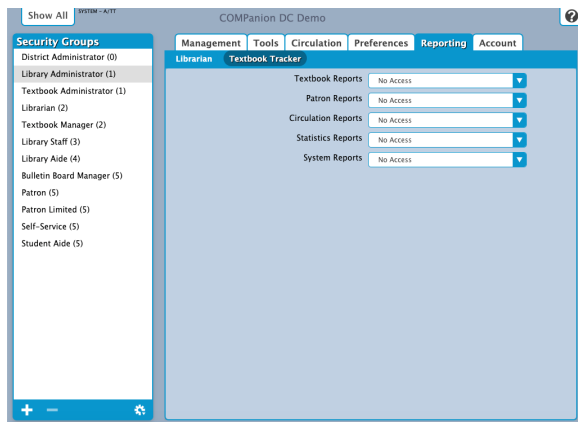 Show All
SYSTEM - A/TT
COMPanion DC Demo
?
Security Groups
District Administrator (0)
Library Administrator (1)
Textbook Administrator (1)
Librarian (2)
Textbook Manager (2)
Library Staff (3)
Library Aide (4)
Bulletin Board Manager (5)
Patron (5)
Patron Limited (5)
Self-Service (5)
Student Aide (5)
Management Tools Circulation Preferences Reporting Account
Librarian Textbook Tracker
Textbook Reports No Access
Patron Reports No Access
Circulation Reports No Access
Statistics Reports No Access
System Reports No Access